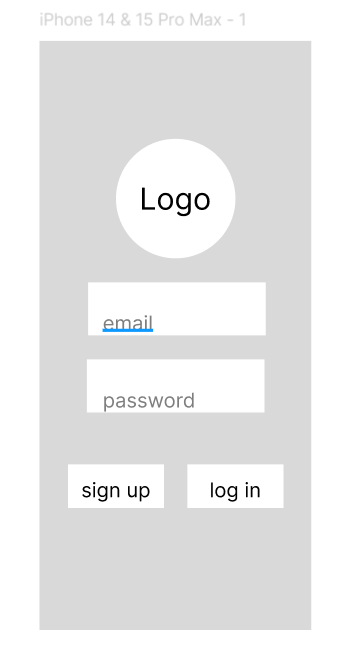 iPhone 14 & 15 Pro Max - 1
Logo
email
password
sign up
log in